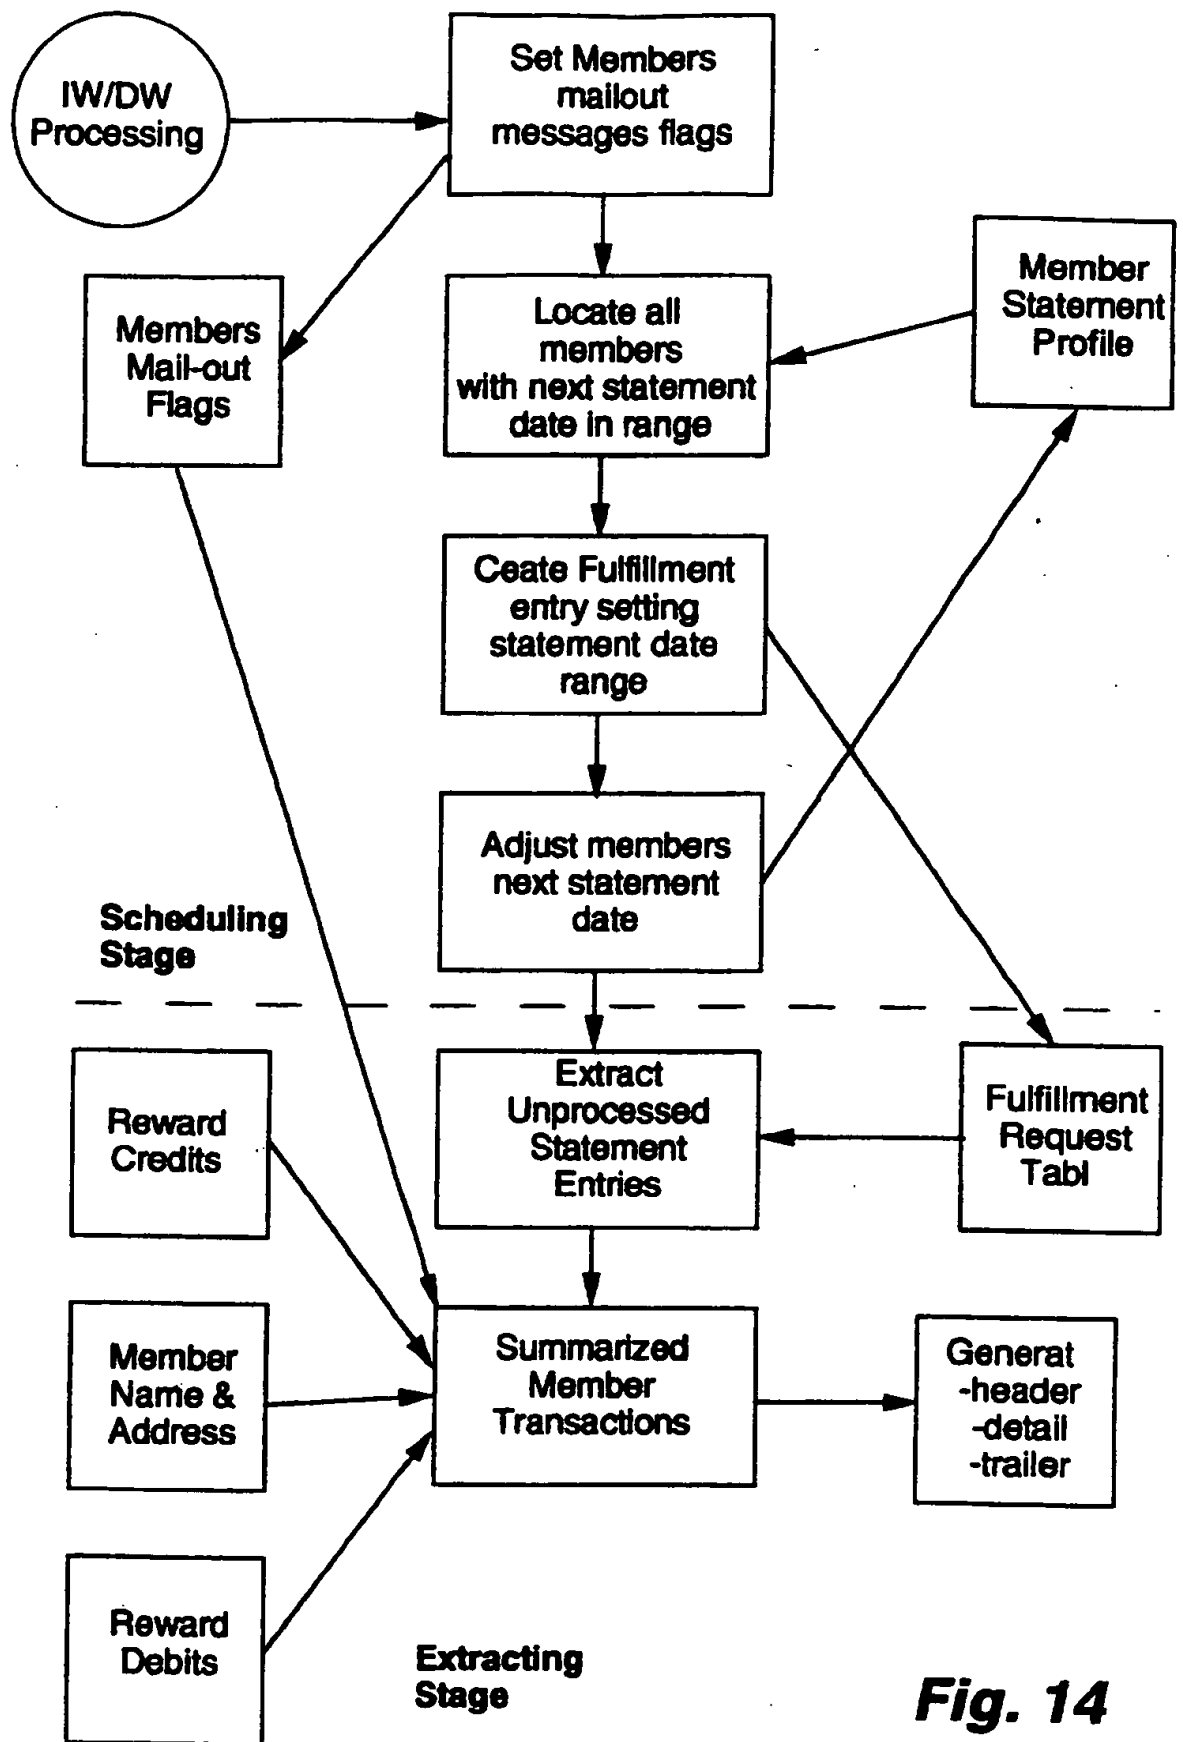 IW/DW
Processing
Set Members
mailout
messages flags
Members
Mail-out
Flags
Locate all
members
with next statement
date in range
Member
Statement
Profile
Ceate Fulfillment
entry setting
statement date
range
Adjust members
next statement
date
Scheduling
Stage
Reward
Credits
Extract
Unprocessed
Statement
Entries
Fulfillment
Request
Tabl
Member
Name &
Address
Summarized
Member
Transactions
Generat
-header
-detail
-trailer
Reward
Debits
Extracting
Stage
Fig. 14